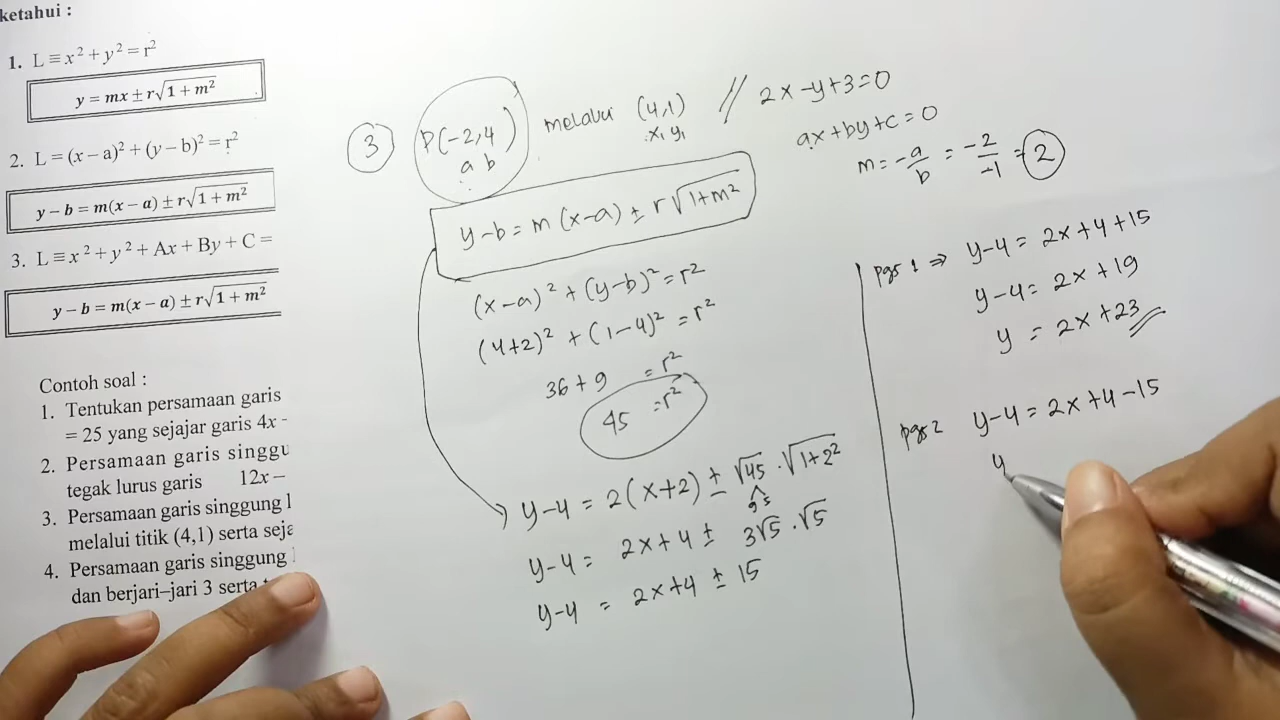 ketahui :
1. L ≡ x² + y² = r²
y = mx ± r√1 + m²
2. L = (x – a)² + (y – b)² = r²
y – b = m(x – a) ± r√1 + m²
3. L ≡ x² + y² + Ax + By + C =
y – b = m(x – a) ± r√1 + m²
Contoh soal :
1. Tentukan persamaan garis
= 25 yang sejajar garis 4x –
2. Persamaan garis singgu
tegak lurus garis 12x –
3. Persamaan garis singgung l
melalui titik (4,1) serta seja
4. Persamaan garis singgung
dan berjari–jari 3 serta
3 P(-2,4) melalui (4,1) // 2x-y+3=0
a b x₁ y₁
ax+by+c=0
m = -a/b = -2/-1 = 2
y-b = m(x-a) ± r√1+m²
(x-a)² + (y-b)² = r²
(4+2)² + (1-4)² = r²
36+9 = r²
45 = r²
y-4 = 2(x+2) ± √45 . √1+2²
9 5
y-4 = 2x+4 ± 3√5 . √5
y-4 = 2x+4 ± 15
pgs 1 ⇒ y-4 = 2x+4+15
y-4 = 2x+19
y = 2x+23
pgs 2 y-4 = 2x+4-15
y